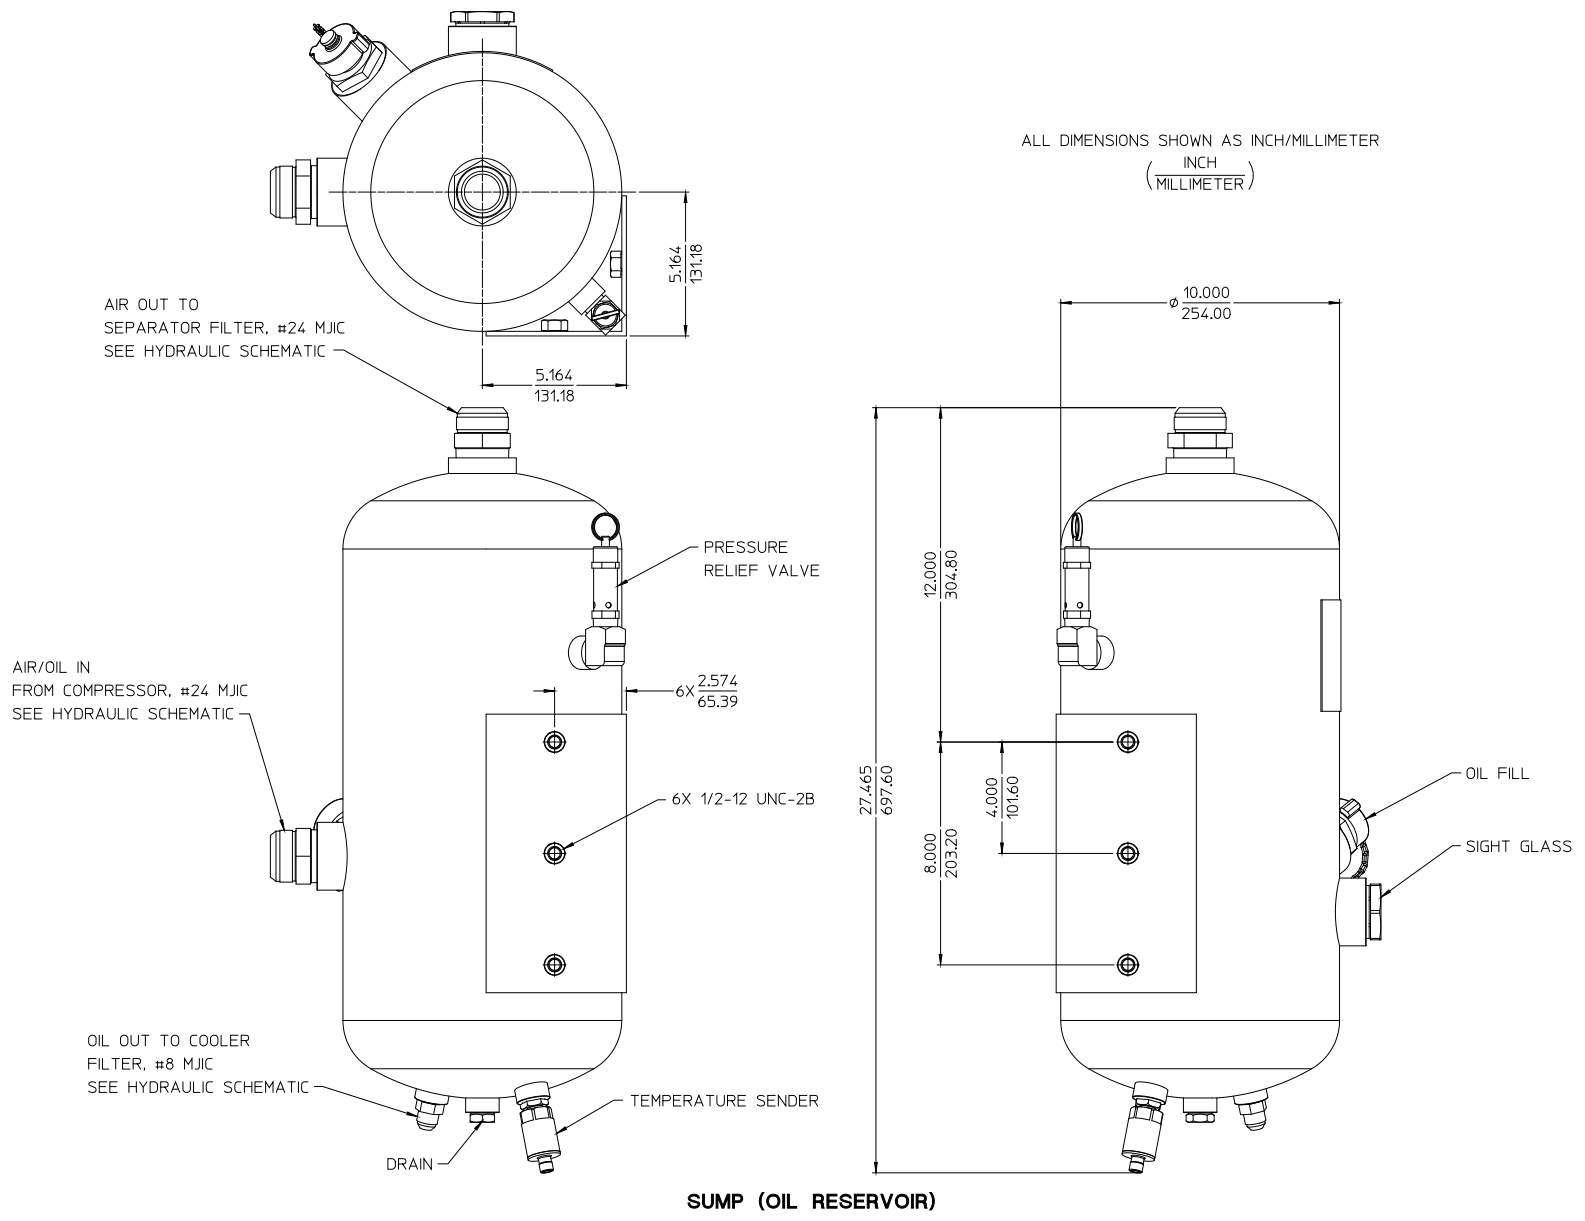 ALL DIMENSIONS SHOWN AS INCH/MILLIMETER
(INCH
MILLIMETER)
5.164
131.18
5.164
131.18
AIR OUT TO
SEPARATOR FILTER, #24 MJIC
SEE HYDRAULIC SCHEMATIC
Ø 10.000
254.00
PRESSURE
RELIEF VALVE
12.000
304.80
AIR/OIL IN
FROM COMPRESSOR, #24 MJIC
SEE HYDRAULIC SCHEMATIC
6X 2.574
65.39
6X 1/2-12 UNC-2B
27.465
697.60
4.000
101.60
8.000
203.20
OIL FILL
SIGHT GLASS
OIL OUT TO COOLER
FILTER, #8 MJIC
SEE HYDRAULIC SCHEMATIC
TEMPERATURE SENDER
DRAIN
SUMP (OIL RESERVOIR)